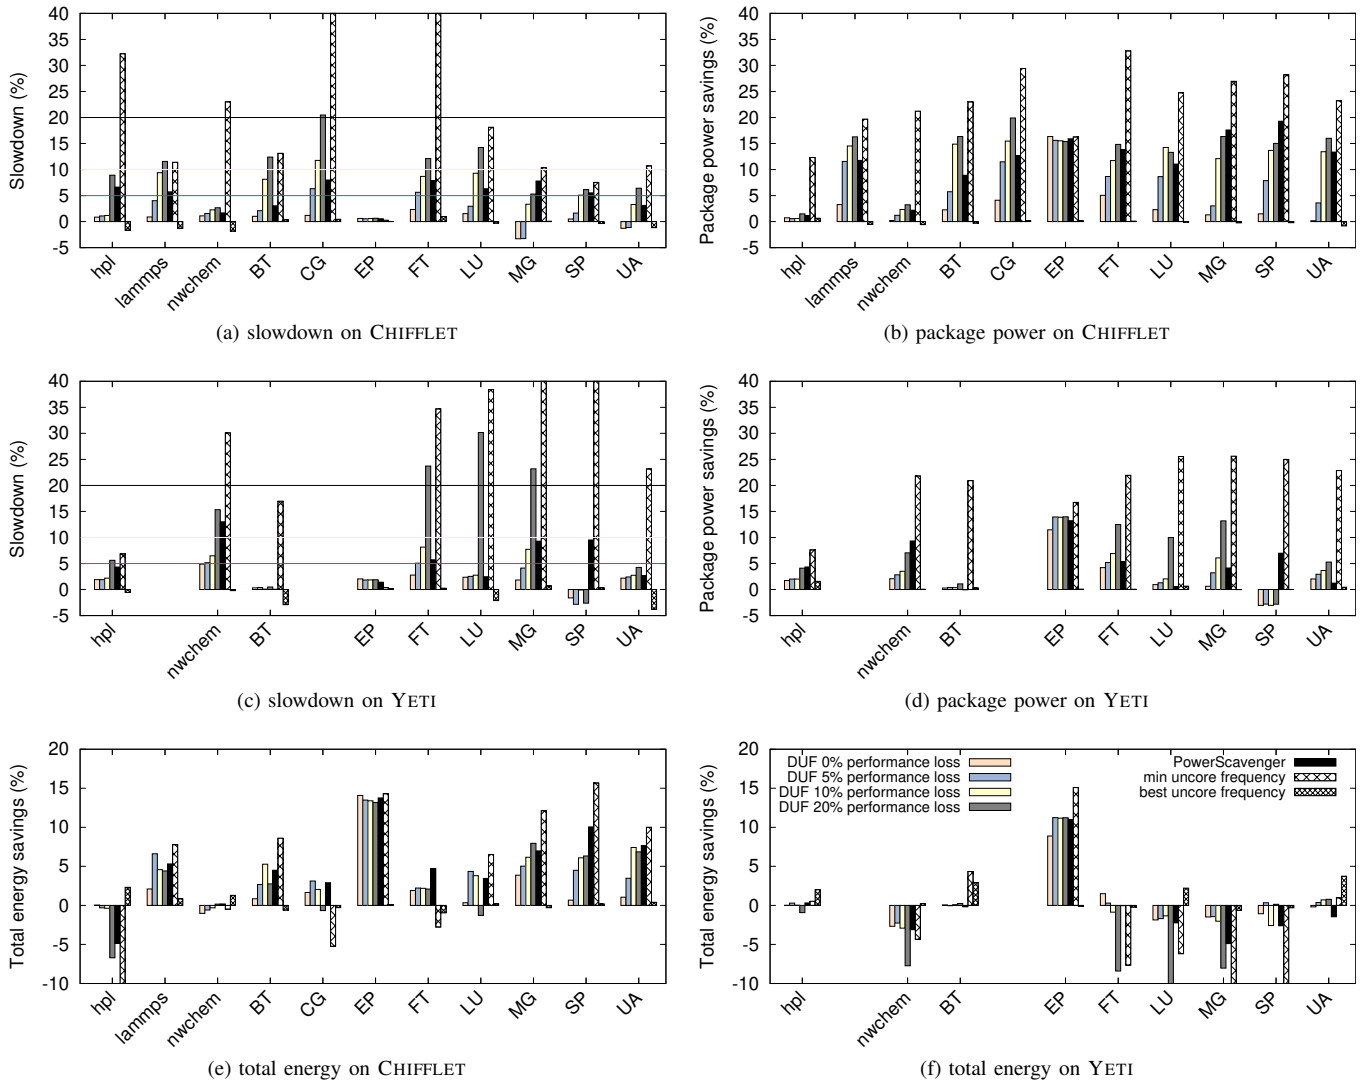 Slowdown (%)
40
35
30
25
20
15
10
5
0
-5
hpl
lammps
nwchem
BT
CG
EP
FT
LU
MG
SP
UA
(a) slowdown on CHIFFLET
Package power savings (%)
40
35
30
25
20
15
10
5
0
-5
hpl
lammps
nwchem
BT
CG
EP
FT
LU
MG
SP
UA
(b) package power on CHIFFLET
Slowdown (%)
40
35
30
25
20
15
10
5
0
-5
hpl
nwchem
BT
EP
FT
LU
MG
SP
UA
(c) slowdown on YETI
Package power savings (%)
40
35
30
25
20
15
10
5
0
-5
hpl
nwchem
BT
EP
FT
LU
MG
SP
UA
(d) package power on YETI
Total energy savings (%)
20
15
10
5
0
-5
-10
hpl
lammps
nwchem
BT
CG
EP
FT
LU
MG
SP
UA
(e) total energy on CHIFFLET
Total energy savings (%)
20
15
10
5
0
-5
-10
DUF 0% performance loss
DUF 5% performance loss
DUF 10% performance loss
DUF 20% performance loss
PowerScavenger
min uncore frequency
best uncore frequency
hpl
nwchem
BT
EP
FT
LU
MG
SP
UA
(f) total energy on YETI